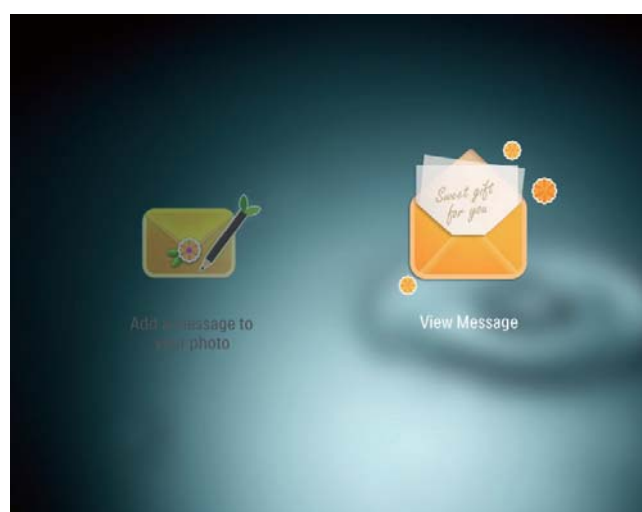 Sweet gift
for you
Add a message to
your photo
View Message